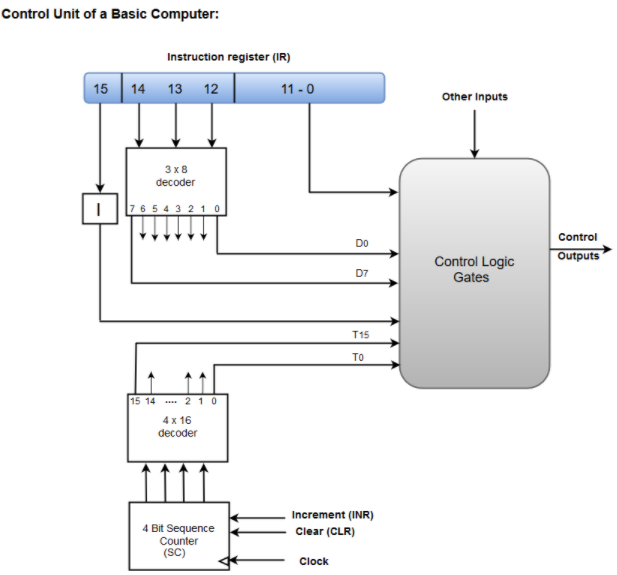 Control Unit of a Basic Computer:
Instruction register (IR)
15 14 13 12 11 - 0
Other Inputs
3 x 8
decoder
I
7 6 5 4 3 2 1 0
D0
D7
Control Logic
Gates
Control
Outputs
T15
T0
15 14 .... 2 1 0
4 x 16
decoder
4 Bit Sequence
Counter
(SC)
Increment (INR)
Clear (CLR)
Clock